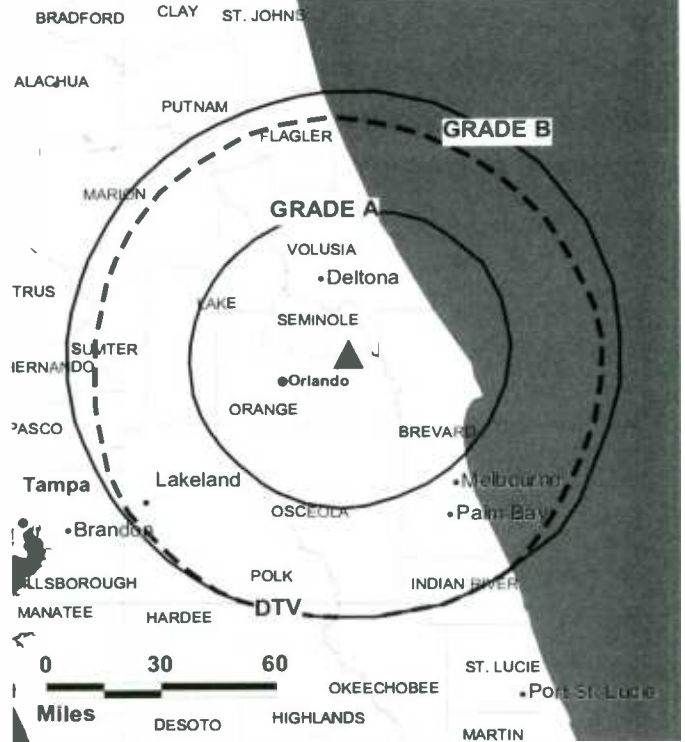 BRADFORD CLAY ST. JOHNS
ALACHUA
PUTNAM
FLAGLER GRADE B
MARION
GRADE A
VOLUSIA
Deltona
TRUS LAKE
SEMINOLE
SUMTER
HERNANDO
Orlando
ORANGE
PASCO BREVARD
Lakeland Melbourne
Tampa
OSCEOLA Palm Bay
Brandon
POLK
LLSBOROUGH INDIAN RIVER
DTV
MANATEE HARDEE
0 30 60
ST. LUCIE
OKEECHOBEE Port St. Lucie
Miles
DESOTO HIGHLANDS
MARTIN